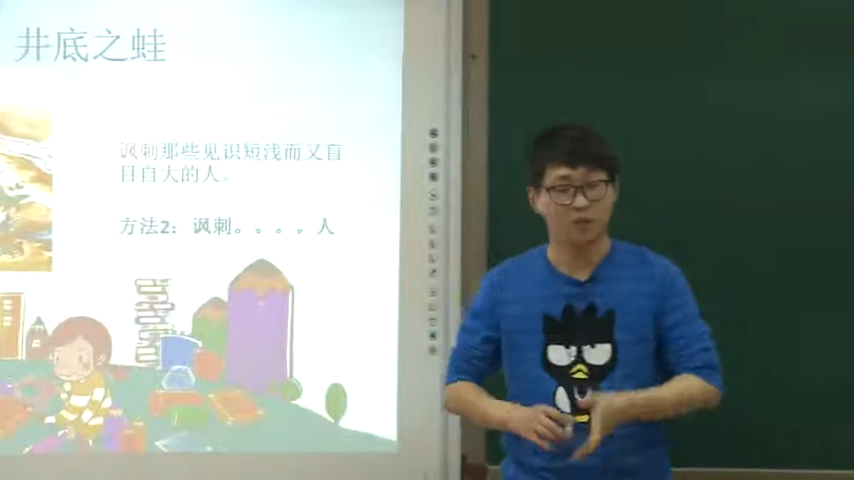 井底之蛙
讽刺那些见识短浅而又盲
目自大的人。
方法2：讽刺。。。。人